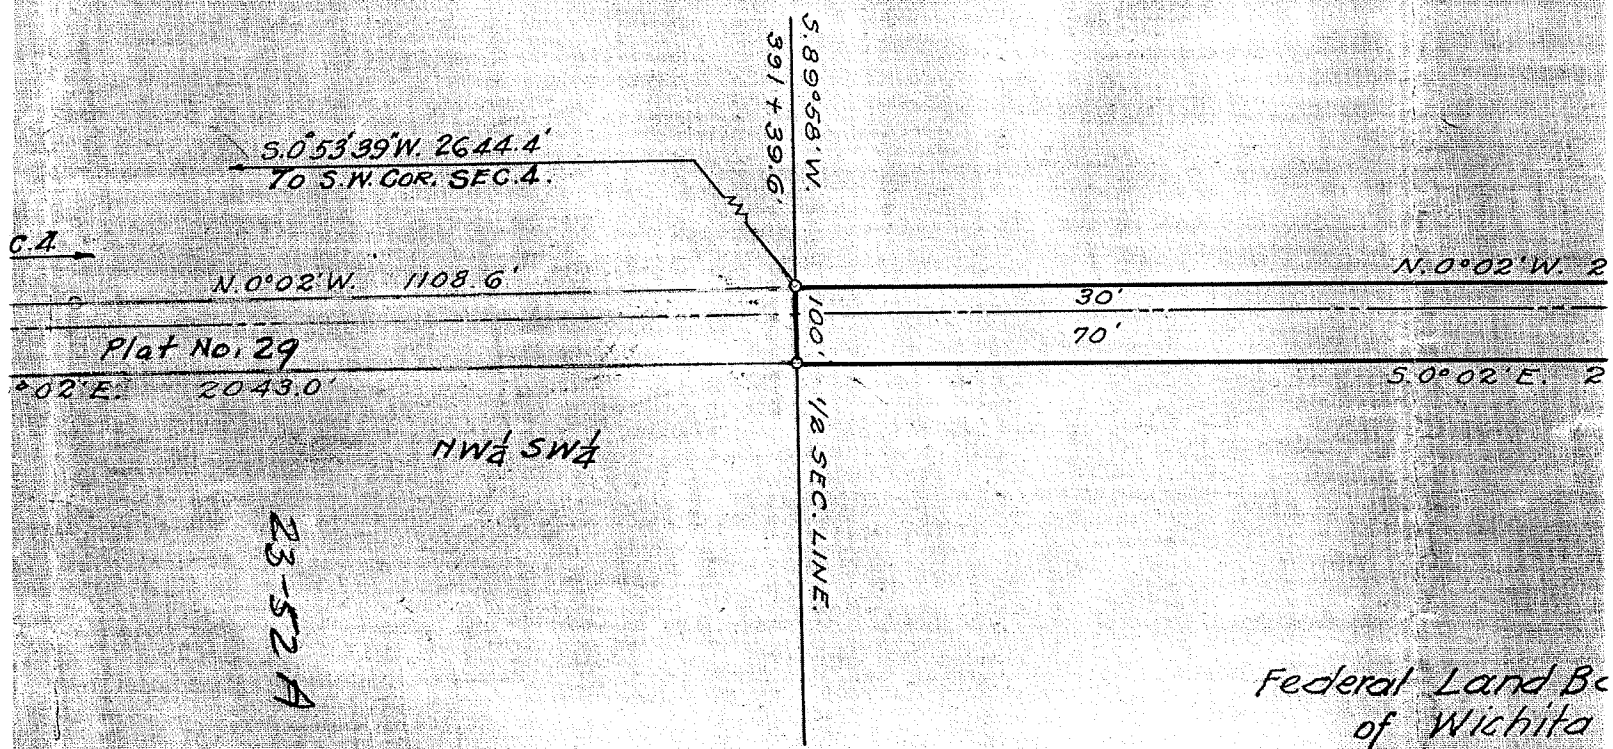 S. 89°58' W.
391 + 39.6'
S. 0°53'39" W. 2644.4'
To S.W. COR. SEC. 4.
C. 4
N. 0°02' W. 1108.6'
N. 0°02' W. 2
30'
100'
70'
Plat No. 29
°02' E. 2043.0'
S. 0°02' E. 2
1/2 SEC. LINE.
NW1/4 SW1/4
23-52 A
Federal Land
of Wichita